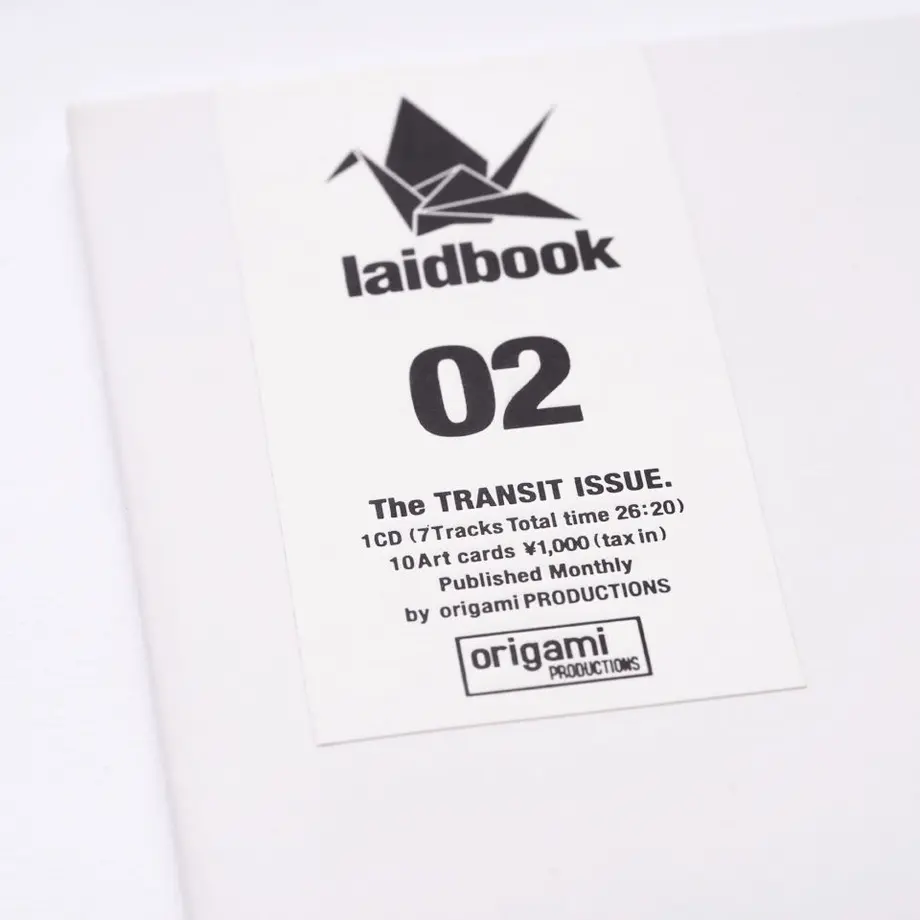 laidbook
02
The TRANSIT ISSUE.
1CD (7Tracks Total time 26:20)
10Art cards ¥1,000(tax in)
Published Monthly
by origami PRODUCTIONS
origami
PRODUCTIONS